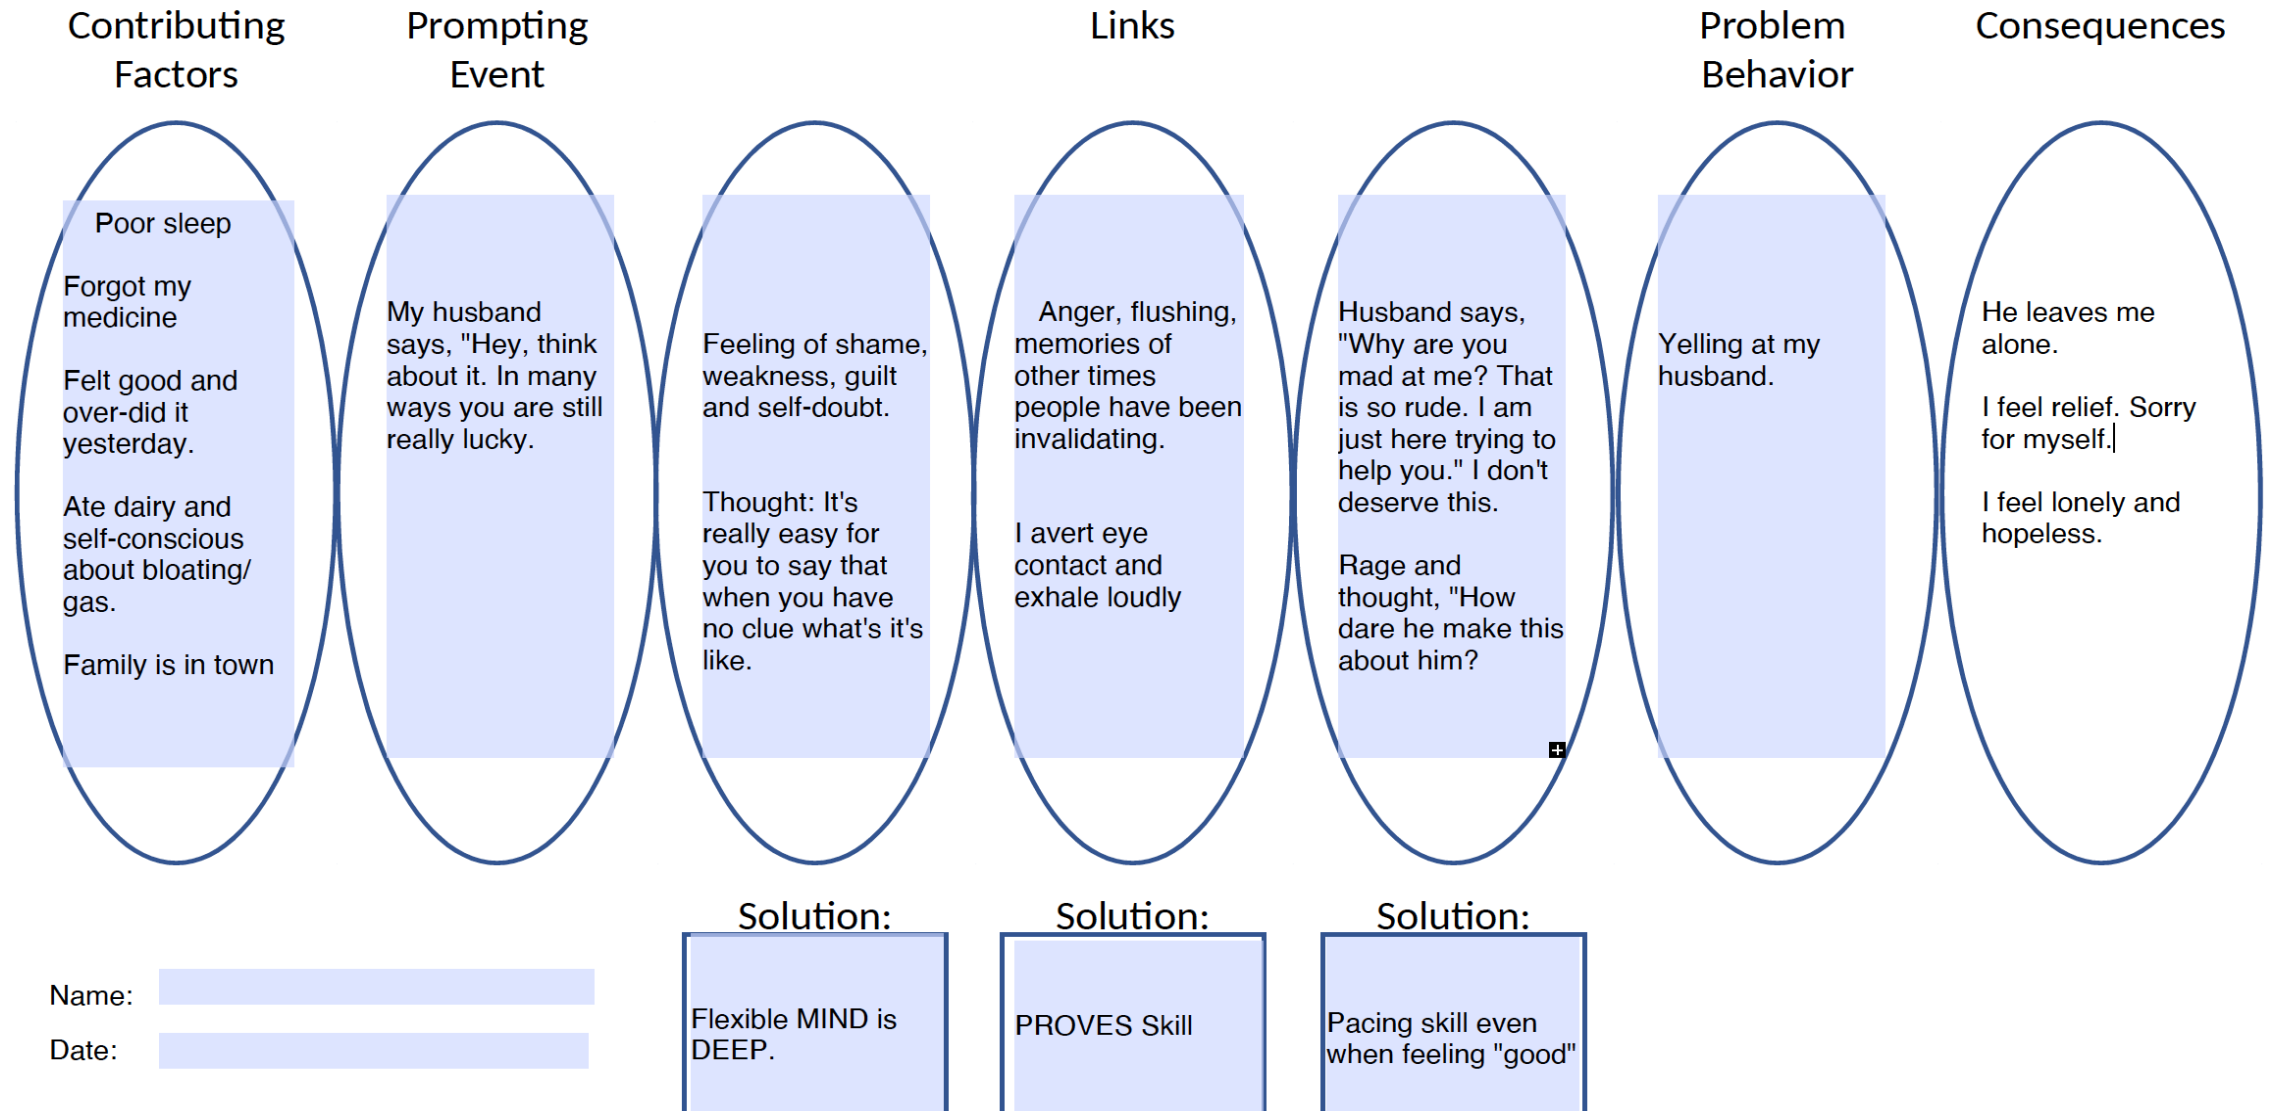 Contributing
Factors
Prompting
Event
Links
Problem
Behavior
Consequences
Poor sleep
Forgot my
medicine
Felt good and
over-did it
yesterday.
Ate dairy and
self-conscious
about bloating/
gas.
Family is in town
My husband
says, "Hey, think
about it. In many
ways you are still
really lucky.
Feeling of shame,
weakness, guilt
and self-doubt.
Thought: It's
really easy for
you to say that
when you have
no clue what's it's
like.
Anger, flushing,
memories of
other times
people have been
invalidating.
I avert eye
contact and
exhale loudly
Husband says,
"Why are you
mad at me? That
is so rude. I am
just here trying to
help you." I don't
deserve this.
Rage and
thought, "How
dare he make this
about him?
Yelling at my
husband.
He leaves me
alone.
I feel relief. Sorry
for myself.
I feel lonely and
hopeless.
Solution:
Flexible MIND is
DEEP.
Solution:
PROVES Skill
Solution:
Pacing skill even
when feeling "good"
Name:
Date: